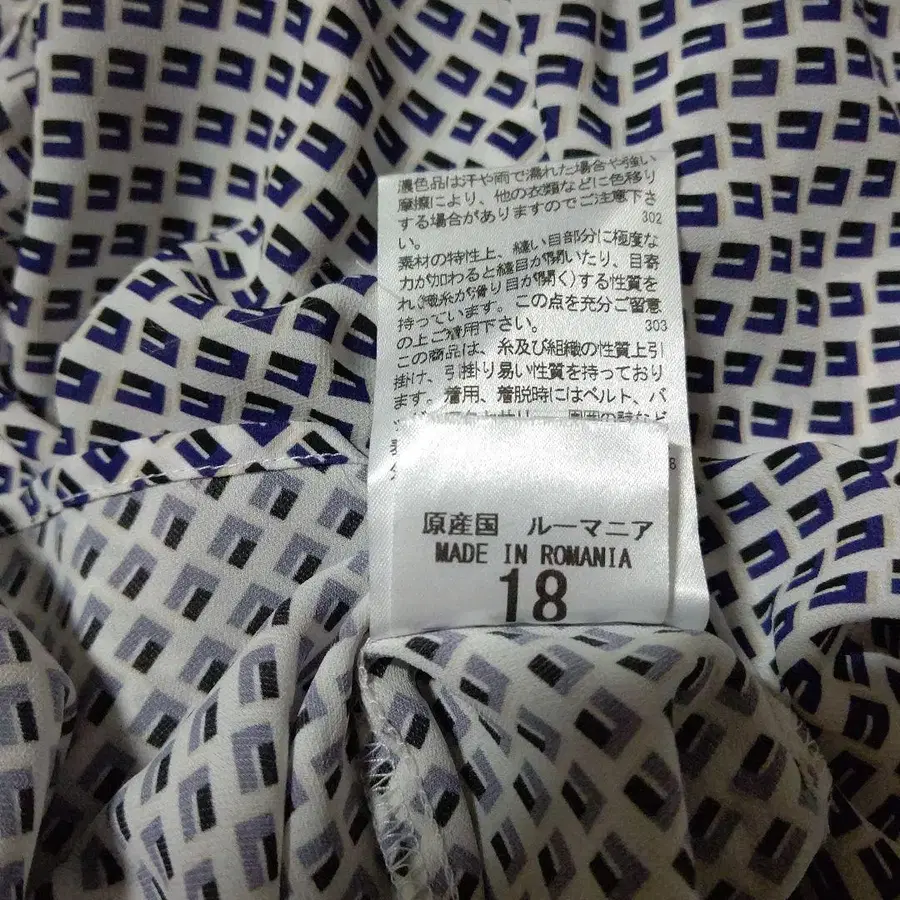 濃色品は汗や雨で濡れた場合や強い
摩擦により、他の衣類などに色移り
する場合がありますのでご注意下さ
い。 302
素材の特性上、縫い目部分に極度な
力が加わると縫目が開いたり、目寄
れ(織糸が滑り目が開く)する性質を
持っています。この点を充分ご留意
の上ご着用下さい。 303
この商品は、糸及び組織の性質上引
掛け、引掛り易い性質を持っており
ます。着用、着脱時にはベルト、バ
原産国 ルーマニア
MADE IN ROMANIA
18